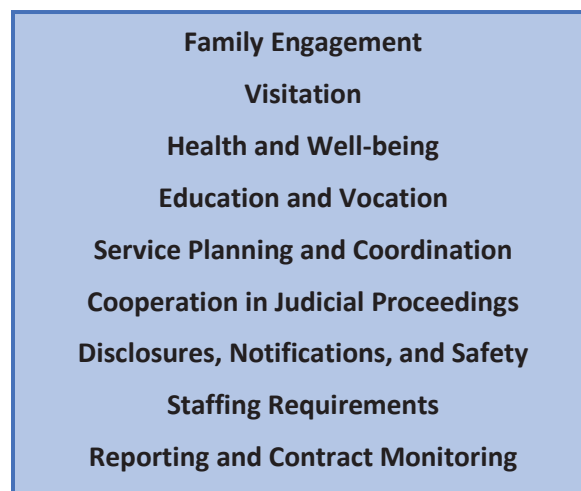 Family Engagement
Visitation
Health and Well-being
Education and Vocation
Service Planning and Coordination
Cooperation in Judicial Proceedings
Disclosures, Notifications, and Safety
Staffing Requirements
Reporting and Contract Monitoring